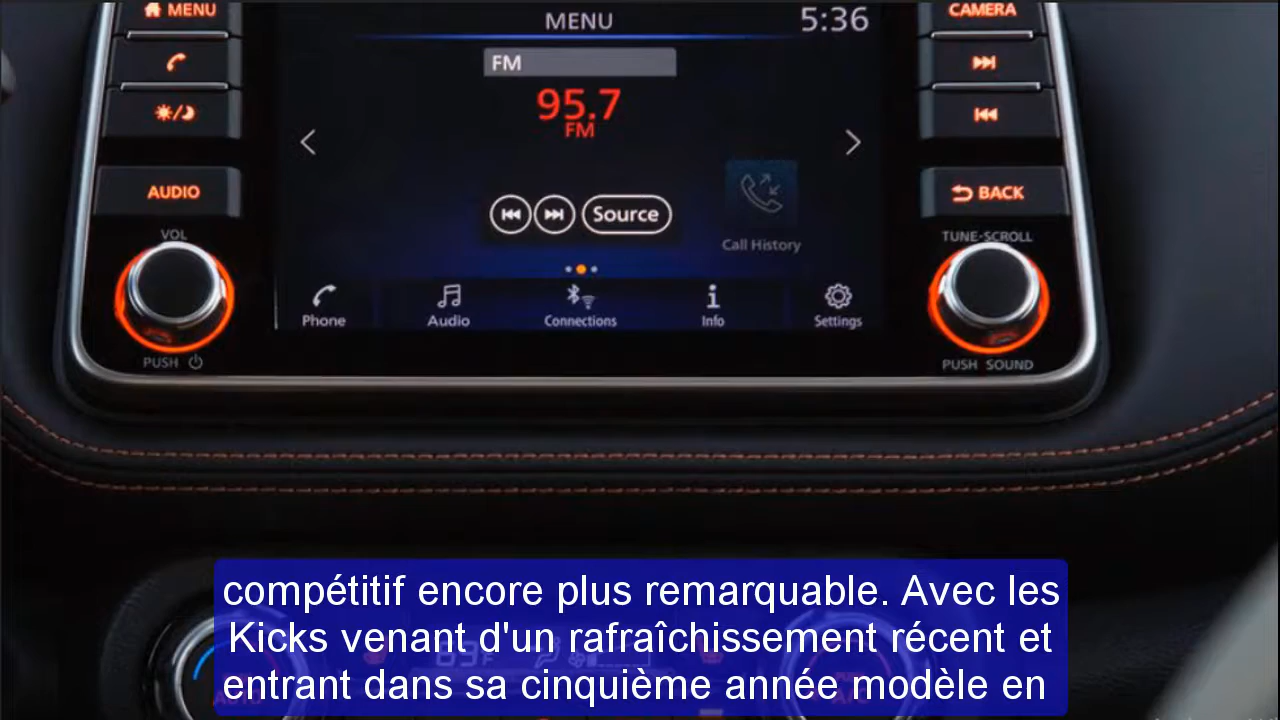 MENU
MENU
5:36
CAMERA
FM
95.7
FM
AUDIO
Source
BACK
VOL
Call History
TUNE-SCROLL
Phone
Audio
Connections
Info
Settings
PUSH
PUSH SOUND
compétitif encore plus remarquable. Avec les
Kicks venant d'un rafraîchissement récent et
entrant dans sa cinquième année modèle en
AUTO
A/C